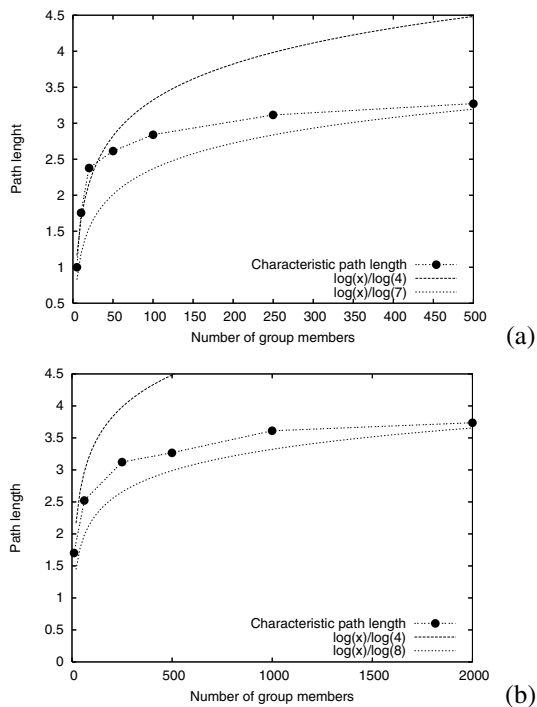 4.5
4
3.5
3
2.5
2
1.5
1
0.5
Path lenght
0 50 100 150 200 250 300 350 400 450 500
Number of group members
Characteristic path length
log(x)/log(4)
log(x)/log(7)
(a)
4.5
4
3.5
3
2.5
2
1.5
1
0.5
0
Path length
0 500 1000 1500 2000
Number of group members
Characteristic path length
log(x)/log(4)
log(x)/log(8)
(b)